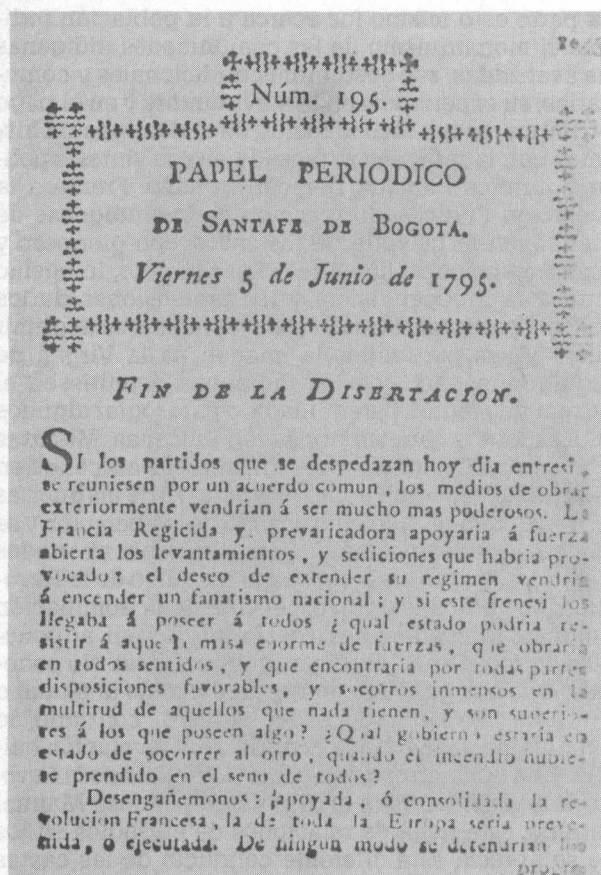 Núm. 195.
PAPEL PERIODICO
DE SANTAFE DE BOGOTA.
Viernes 5 de Junio de 1795.
FIN DE LA DISERTACION.
SI los partidos que se despedazan hoy dia entresi,
se reuniesen por un acuerdo comun, los medios de obrar
exteriormente vendrian á ser mucho mas poderosos. La
Francia Regicida y prevaricadora apoyaria á fuerza
abierta los levantamientos, y sediciones que habria pro-
vocado: el deseo de extender su regimen vendria
á encender un fanatismo nacional; y si este frenesi los
llegaba á poseer á todos ¿qual estado podria re-
sistir á aquella masa enorme de fuerzas, que obraria
en todos sentidos, y que encontraria por todas partes
disposiciones favorables, y socorros inmensos en la
multitud de aquellos que nada tienen, y son superio-
res á los que poseen algo? ¿Qual gobierno estaria en
estado de socorrer al otro, quando el incendio hubie-
se prendido en el seno de todos?
Desengañemonos: apoyada, ó consolidada la re-
volucion Francesa, la de toda la Europa seria preve-
nida, ó ejecutada. De ningun modo se detendrian los
progre